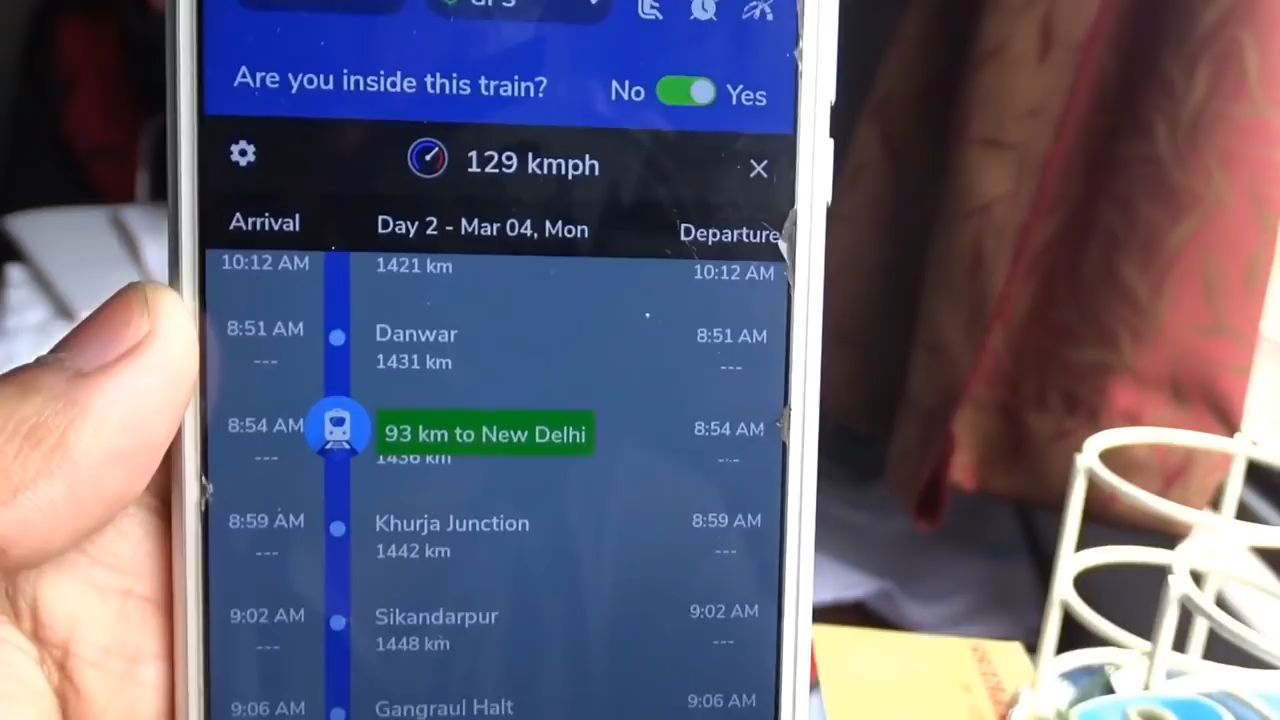 GPS
Are you inside this train? No Yes
129 kmph
Arrival Day 2 - Mar 04, Mon Departure
10:12 AM 1421 km 10:12 AM
8:51 AM Danwar 8:51 AM
--- 1431 km ---
8:54 AM 93 km to New Delhi 8:54 AM
--- 1436 km ---
8:59 AM Khurja Junction 8:59 AM
--- 1442 km ---
9:02 AM Sikandarpur 9:02 AM
--- 1448 km ---
9:06 AM Gangraul Halt 9:06 AM